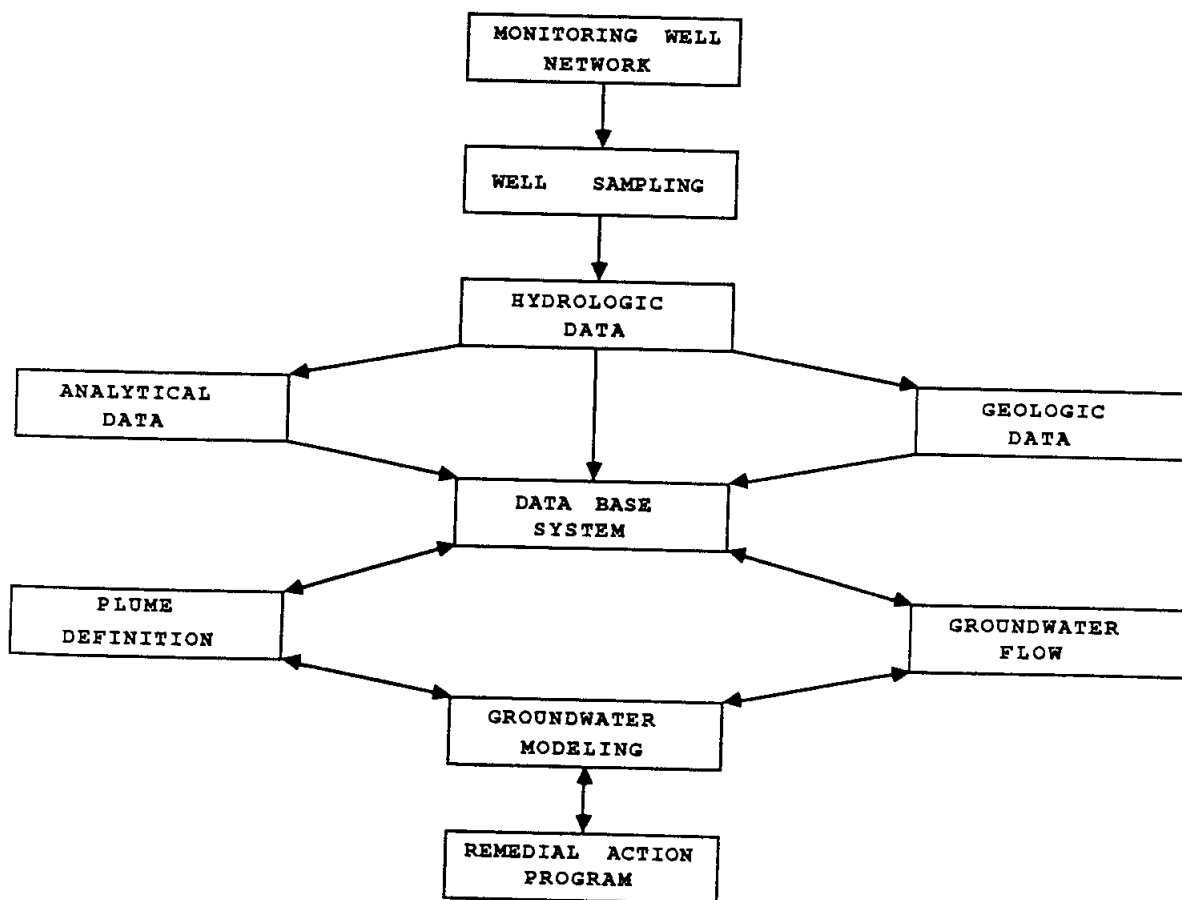 MONITORING WELL
NETWORK
WELL SAMPLING
HYDROLOGIC
DATA
ANALYTICAL
DATA
GEOLOGIC
DATA
DATA BASE
SYSTEM
PLUME
DEFINITION
GROUNDWATER
FLOW
GROUNDWATER
MODELING
REMEDIAL ACTION
PROGRAM